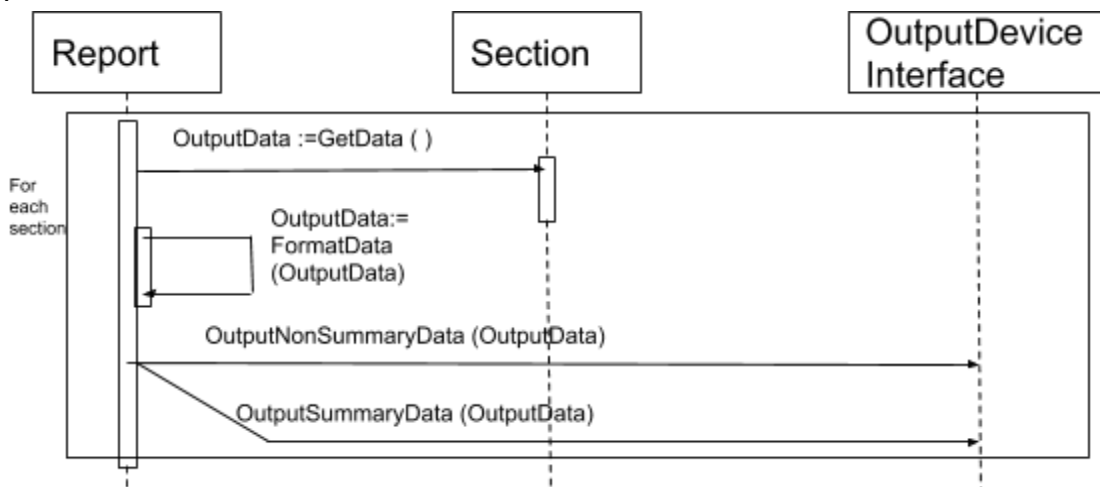 Report
Section
OutputDevice
Interface
OutputData :=GetData ( )
For
each
section
OutputData:=
FormatData
(OutputData)
OutputNonSummaryData (OutputData)
OutputSummaryData (OutputData)